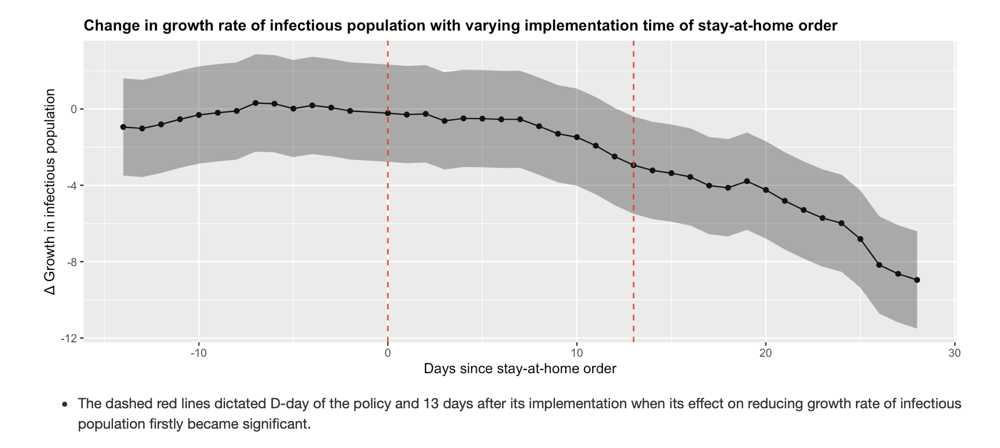 Change in growth rate of infectious population with varying implementation time of stay-at-home order
Δ Growth in infectious population
0
-4
-8
-12
-10
0
10
20
30
Days since stay-at-home order
• The dashed red lines dictated D-day of the policy and 13 days after its implementation when its effect on reducing growth rate of infectious
population firstly became significant.